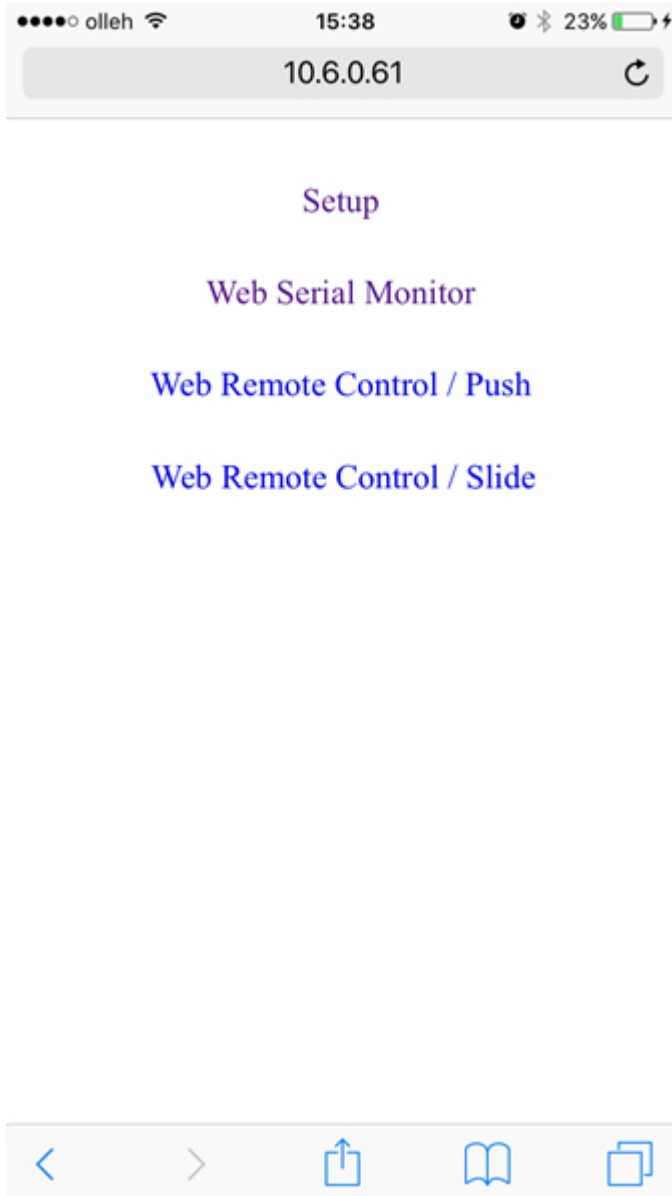 olleh 15:38 23%
10.6.0.61
Setup
Web Serial Monitor
Web Remote Control / Push
Web Remote Control / Slide